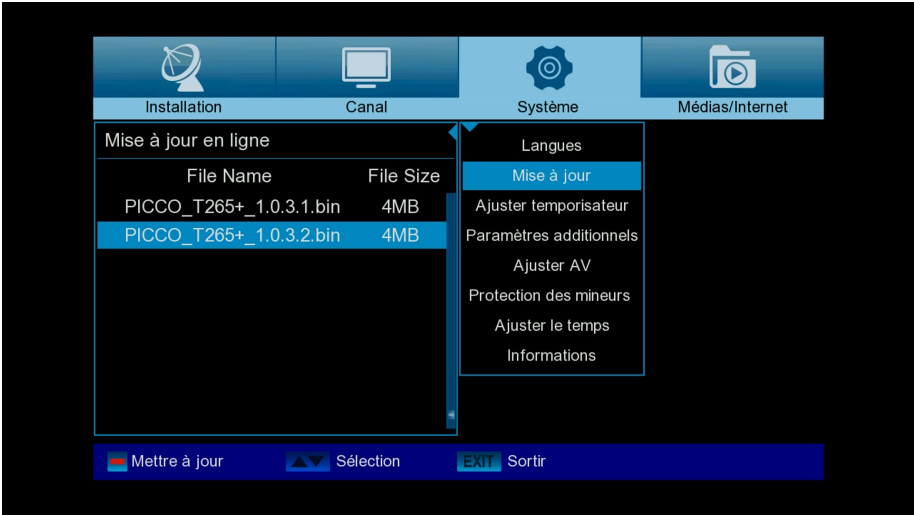 Installation
Canal
Système
Médias/Internet
Mise à jour en ligne
File Name File Size
PICCO_T265+_1.0.3.1.bin 4MB
PICCO_T265+_1.0.3.2.bin 4MB
Langues
Mise à jour
Ajuster temporisateur
Paramètres additionnels
Ajuster AV
Protection des mineurs
Ajuster le temps
Informations
Mettre à jour
Sélection
EXIT Sortir